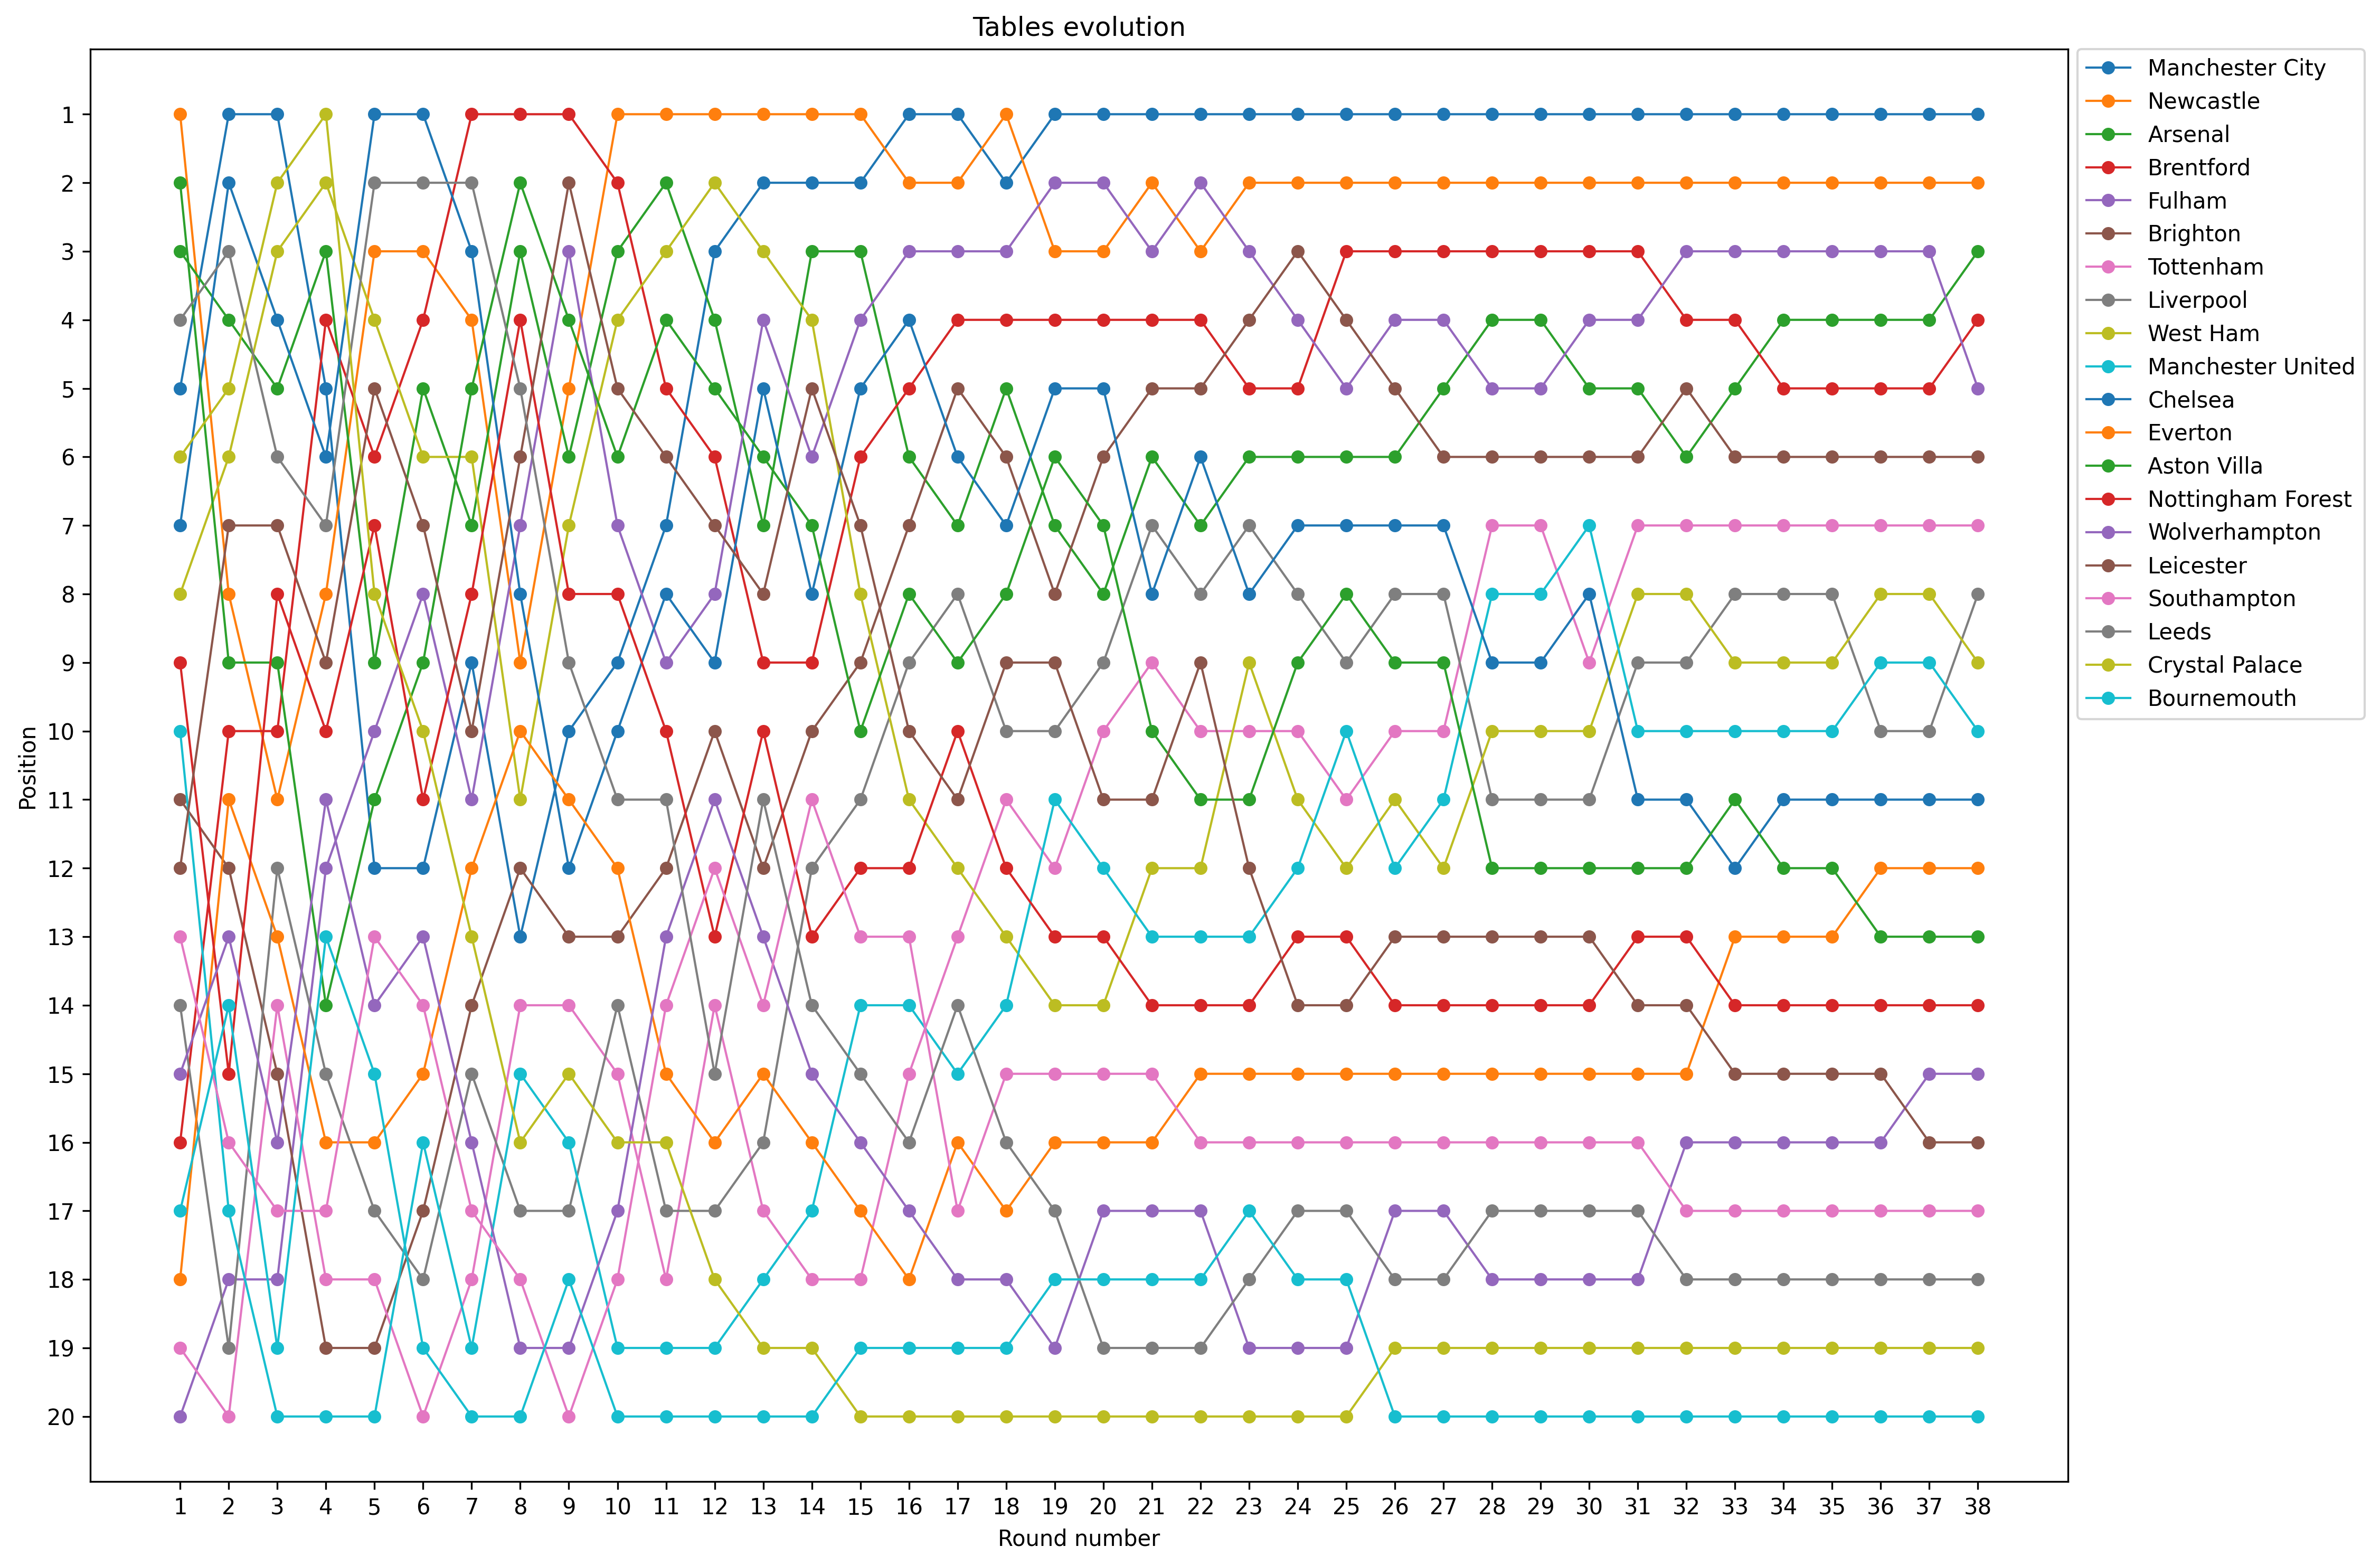 Tables evolution
Position
1
2
3
4
5
6
7
8
9
10
11
12
13
14
15
16
17
18
19
20
1 2 3 4 5 6 7 8 9 10 11 12 13 14 15 16 17 18 19 20 21 22 23 24 25 26 27 28 29 30 31 32 33 34 35 36 37 38
Round number
Manchester City
Newcastle
Arsenal
Brentford
Fulham
Brighton
Tottenham
Liverpool
West Ham
Manchester United
Chelsea
Everton
Aston Villa
Nottingham Forest
Wolverhampton
Leicester
Southampton
Leeds
Crystal Palace
Bournemouth